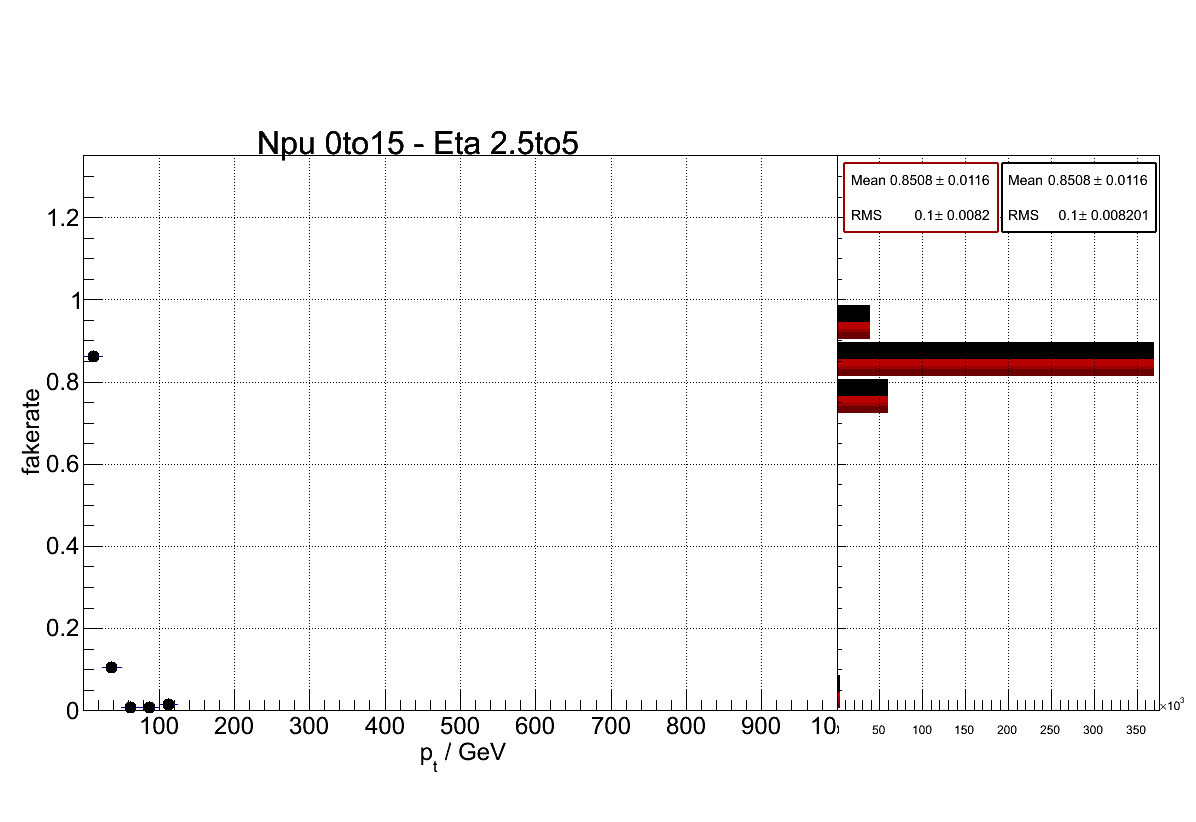 Npu 0to15 - Eta 2.5to5
Mean 0.8508 ± 0.0116
RMS 0.1± 0.0082
Mean 0.8508 ± 0.0116
RMS 0.1± 0.008201
fakerate
1.2
1
0.8
0.6
0.4
0.2
0
100 200 300 400 500 600 700 800 900 10
50 100 150 200 250 300 350
×10³
pt / GeV